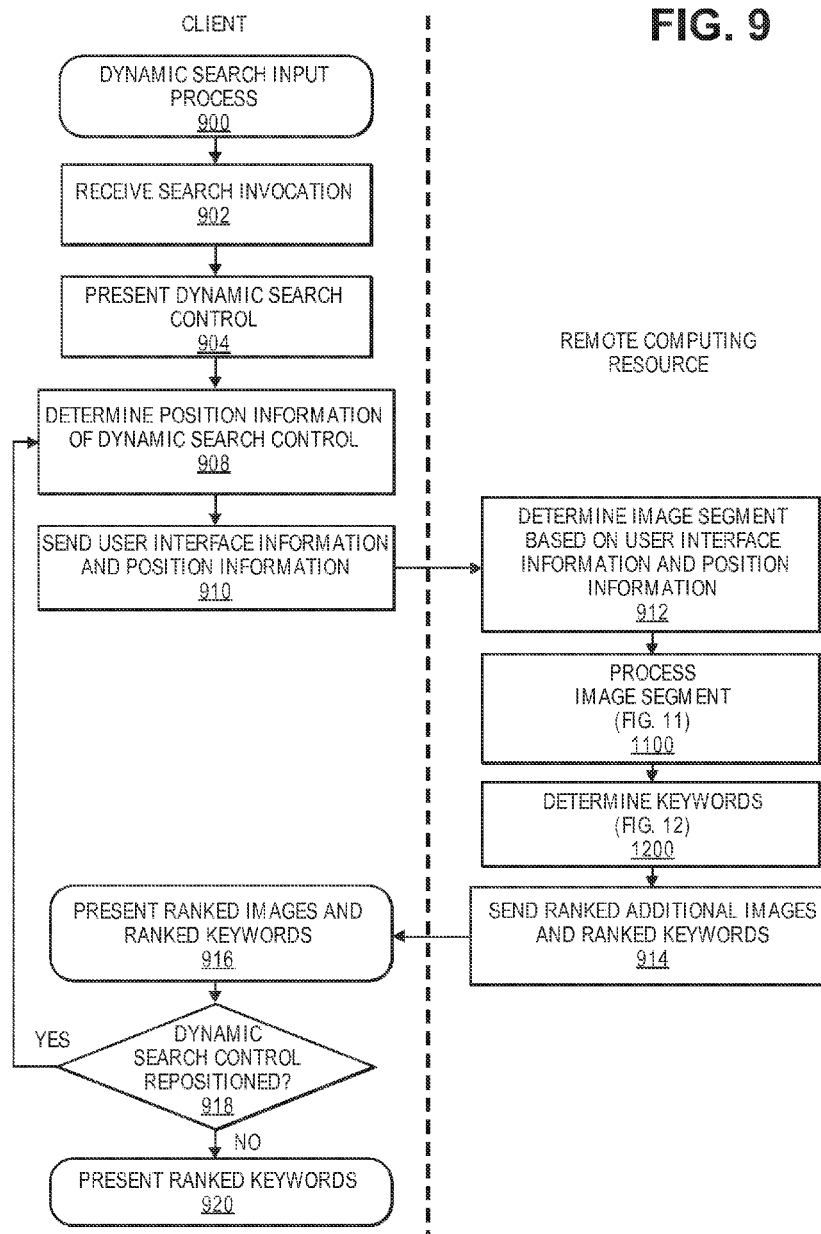 CLIENT
FIG. 9
DYNAMIC SEARCH INPUT
PROCESS
900
RECEIVE SEARCH INVOCATION
902
PRESENT DYNAMIC SEARCH
CONTROL
904
REMOTE COMPUTING
RESOURCE
DETERMINE POSITION INFORMATION
OF DYNAMIC SEARCH CONTROL
908
SEND USER INTERFACE INFORMATION
AND POSITION INFORMATION
910
DETERMINE IMAGE SEGMENT
BASED ON USER INTERFACE
INFORMATION AND POSITION
INFORMATION
912
PROCESS
IMAGE SEGMENT
(FIG. 11)
1100
DETERMINE KEYWORDS
(FIG. 12)
1200
SEND RANKED ADDITIONAL IMAGES
AND RANKED KEYWORDS
914
PRESENT RANKED IMAGES AND
RANKED KEYWORDS
916
YES
DYNAMIC
SEARCH CONTROL
REPOSITIONED?
918
NO
PRESENT RANKED KEYWORDS
920